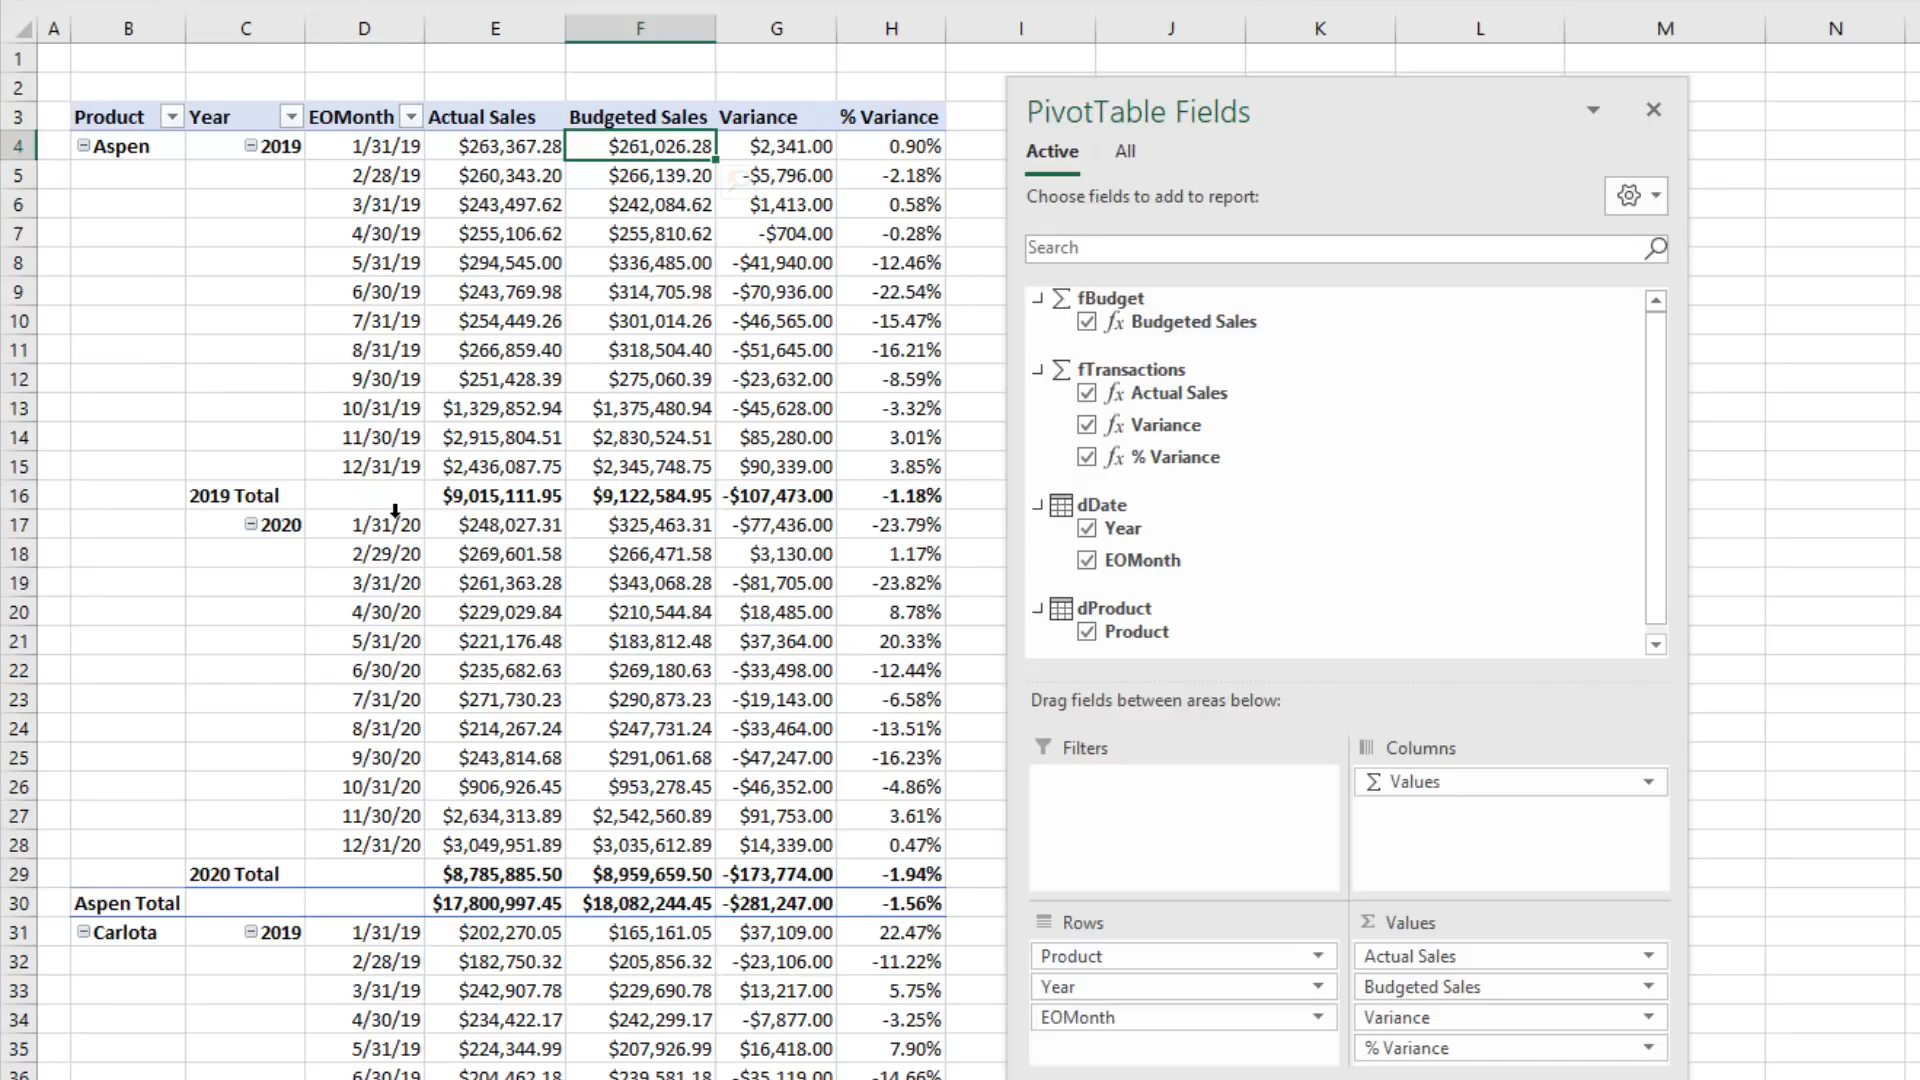 A B C D E F G H I J K L M N
1
2
3 Product Year EOMonth Actual Sales Budgeted Sales Variance % Variance
4 Aspen 2019 1/31/19 $263,367.28 $261,026.28 $2,341.00 0.90%
5 2/28/19 $260,343.20 $266,139.20 -$5,796.00 -2.18%
6 3/31/19 $243,497.62 $242,084.62 $1,413.00 0.58%
7 4/30/19 $255,106.62 $255,810.62 -$704.00 -0.28%
8 5/31/19 $294,545.00 $336,485.00 -$41,940.00 -12.46%
9 6/30/19 $243,769.98 $314,705.98 -$70,936.00 -22.54%
10 7/31/19 $254,449.26 $301,014.26 -$46,565.00 -15.47%
11 8/31/19 $266,859.40 $318,504.40 -$51,645.00 -16.21%
12 9/30/19 $251,428.39 $275,060.39 -$23,632.00 -8.59%
13 10/31/19 $1,329,852.94 $1,375,480.94 -$45,628.00 -3.32%
14 11/30/19 $2,915,804.51 $2,830,524.51 $85,280.00 3.01%
15 12/31/19 $2,436,087.75 $2,345,748.75 $90,339.00 3.85%
16 2019 Total $9,015,111.95 $9,122,584.95 -$107,473.00 -1.18%
17 2020 1/31/20 $248,027.31 $325,463.31 -$77,436.00 -23.79%
18 2/29/20 $269,601.58 $266,471.58 $3,130.00 1.17%
19 3/31/20 $261,363.28 $343,068.28 -$81,705.00 -23.82%
20 4/30/20 $229,029.84 $210,544.84 $18,485.00 8.78%
21 5/31/20 $221,176.48 $183,812.48 $37,364.00 20.33%
22 6/30/20 $235,682.63 $269,180.63 -$33,498.00 -12.44%
23 7/31/20 $271,730.23 $290,873.23 -$19,143.00 -6.58%
24 8/31/20 $214,267.24 $247,731.24 -$33,464.00 -13.51%
25 9/30/20 $243,814.68 $291,061.68 -$47,247.00 -16.23%
26 10/31/20 $906,926.45 $953,278.45 -$46,352.00 -4.86%
27 11/30/20 $2,634,313.89 $2,542,560.89 $91,753.00 3.61%
28 12/31/20 $3,049,951.89 $3,035,612.89 $14,339.00 0.47%
29 2020 Total $8,785,885.50 $8,959,659.50 -$173,774.00 -1.94%
30 Aspen Total $17,800,997.45 $18,082,244.45 -$281,247.00 -1.56%
31 Carlota 2019 1/31/19 $202,270.05 $165,161.05 $37,109.00 22.47%
32 2/28/19 $182,750.32 $205,856.32 -$23,106.00 -11.22%
33 3/31/19 $242,907.78 $229,690.78 $13,217.00 5.75%
34 4/30/19 $234,422.17 $242,299.17 -$7,877.00 -3.25%
35 5/31/19 $224,344.99 $207,926.99 $16,418.00 7.90%
36 6/30/19 $204,462.18 $239,581.18 -$35,119.00 -14.66%
PivotTable Fields
Active All
Choose fields to add to report:
Search
∑ fBudget
fx Budgeted Sales
∑ fTransactions
fx Actual Sales
fx Variance
fx % Variance
dDate
Year
EOMonth
dProduct
Product
Drag fields between areas below:
Filters
Columns
∑ Values
Rows
Product
Year
EOMonth
Σ Values
Actual Sales
Budgeted Sales
Variance
% Variance